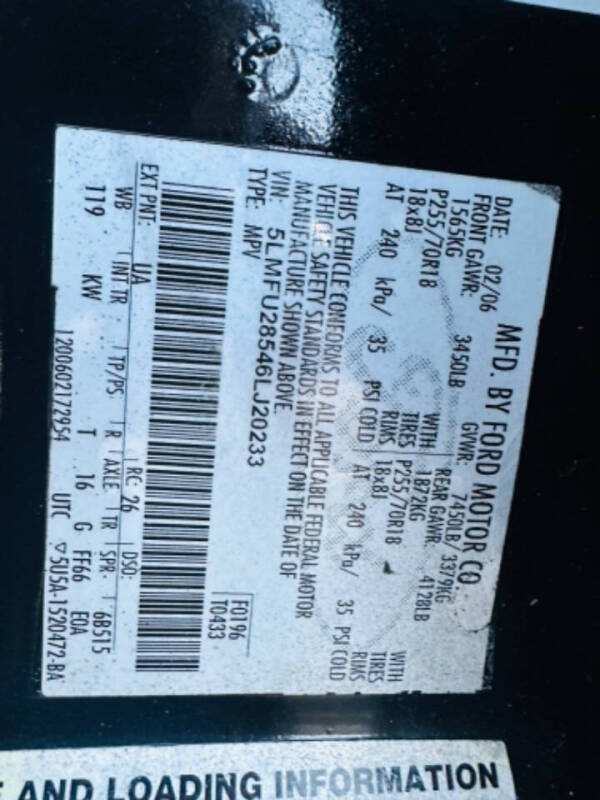 MFD. BY FORD MOTOR CO.
DATE: 02/06 GVWR: 7450LB/ 3379KG
FRONT GAWR: 3450LB REAR GAWR: 4128LB
1565KG WITH 1872KG WITH
P255/70R18 TIRES P255/70R18 TIRES
18x8J RIMS 18x8J RIMS
AT 240 kPa/ 35 PSI COLD AT 240 kPa/ 35 PSI COLD
THIS VEHICLE CONFORMS TO ALL APPLICABLE FEDERAL MOTOR
VEHICLE SAFETY STANDARDS IN EFFECT ON THE DATE OF
MANUFACTURE SHOWN ABOVE.
VIN: 5LMFU28546LJ20233
TYPE: MPV
F0196
T0433
EXT PNT: UA RC: 26 DSO:
WB INT TR TP/PS R AXLE TR SPR 6B515
119 KW T 16 G FF66 E0A
1200602172954 UTC ▽5U5A-1520472-BA
AND LOADING INFORMATION